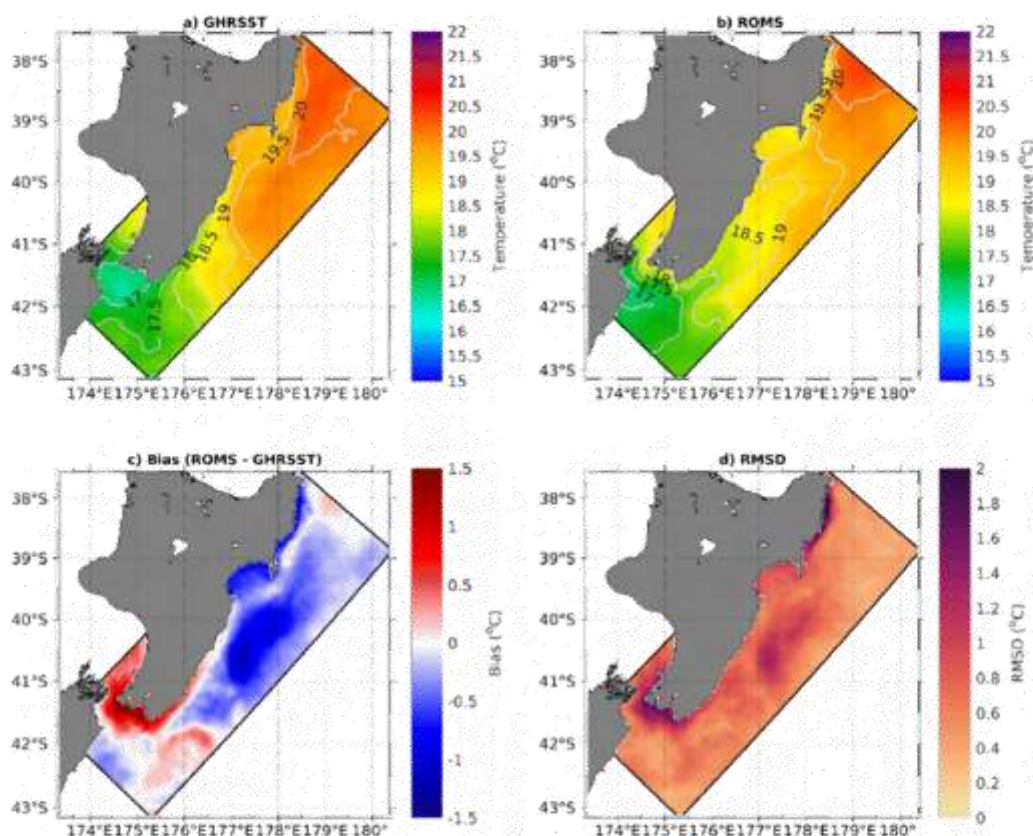 a) GHRSST
38°S
39°S
40°S
41°S
42°S
43°S
174°E175°E176°E177°E178°E179°E 180°
20
19.5
19
18.5
17.5
22
21.5
21
20.5
20
19.5
19
18.5
18
17.5
17
16.5
16
15.5
15
Temperature (°C)
b) ROMS
38°S
39°S
40°S
41°S
42°S
43°S
174°E175°E176°E177°E178°E179°E 180°
20
19
18.5
22
21.5
21
20.5
20
19.5
19
18.5
18
17.5
17
16.5
16
15.5
15
Temperature (°C)
c) Bias (ROMS - GHRSST)
38°S
39°S
40°S
41°S
42°S
43°S
174°E175°E176°E177°E178°E179°E 180°
1.5
1
0.5
0
-0.5
-1
-1.5
Bias (°C)
d) RMSD
38°S
39°S
40°S
41°S
42°S
43°S
174°E175°E176°E177°E178°E179°E 180°
2
1.8
1.6
1.4
1.2
1
0.8
0.6
0.4
0.2
0
RMSD (°C)